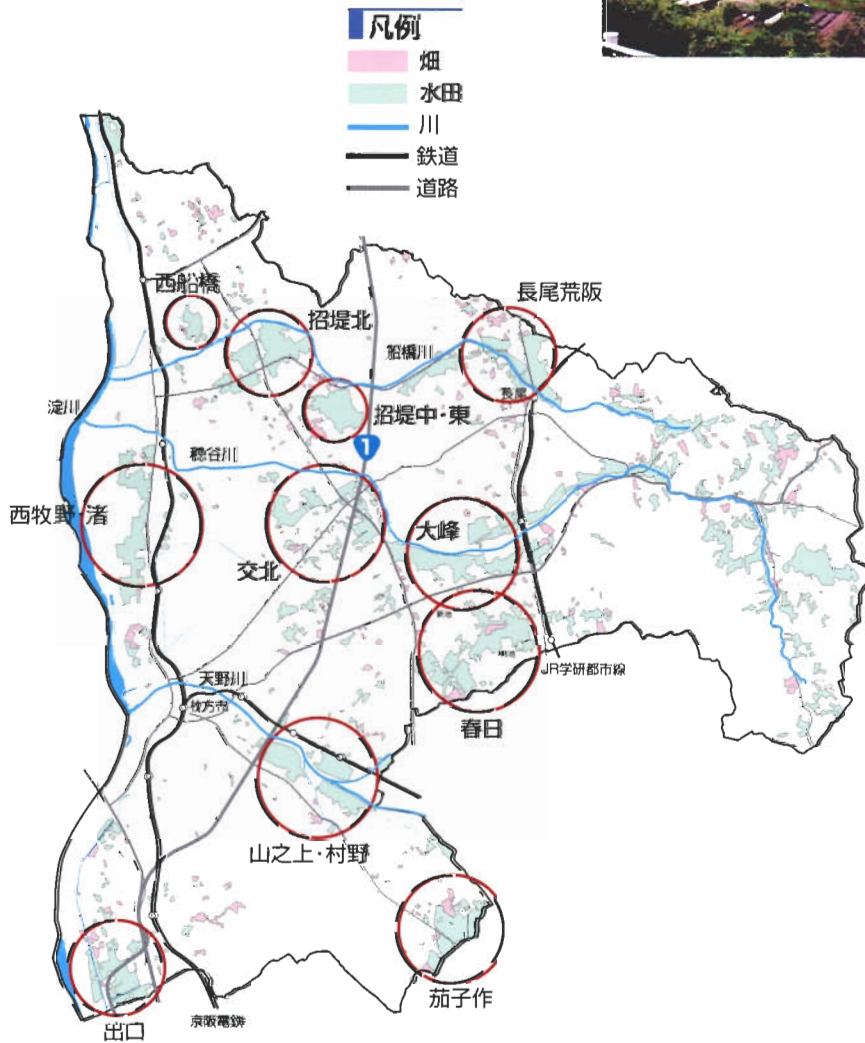 凡例
畑
水田
川
鉄道
道路
西船橋
招堤北
長尾荒阪
船橋川
長尾
淀川
招堤中・東
1
穂谷川
西牧野・渚
大峰
交北
JR学研都市線
天野川
枚方市
春日
山之上・村野
茄子作
京阪電鉄
出口